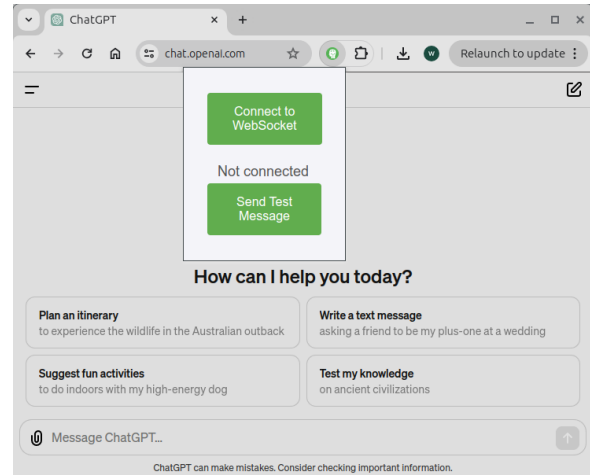 ChatGPT
chat.openai.com
W
Relaunch to update
Connect to
WebSocket
Not connected
Send Test
Message
How can I help you today?
Plan an itinerary
to experience the wildlife in the Australian outback
Write a text message
asking a friend to be my plus-one at a wedding
Suggest fun activities
to do indoors with my high-energy dog
Test my knowledge
on ancient civilizations
Message ChatGPT...
ChatGPT can make mistakes. Consider checking important information.